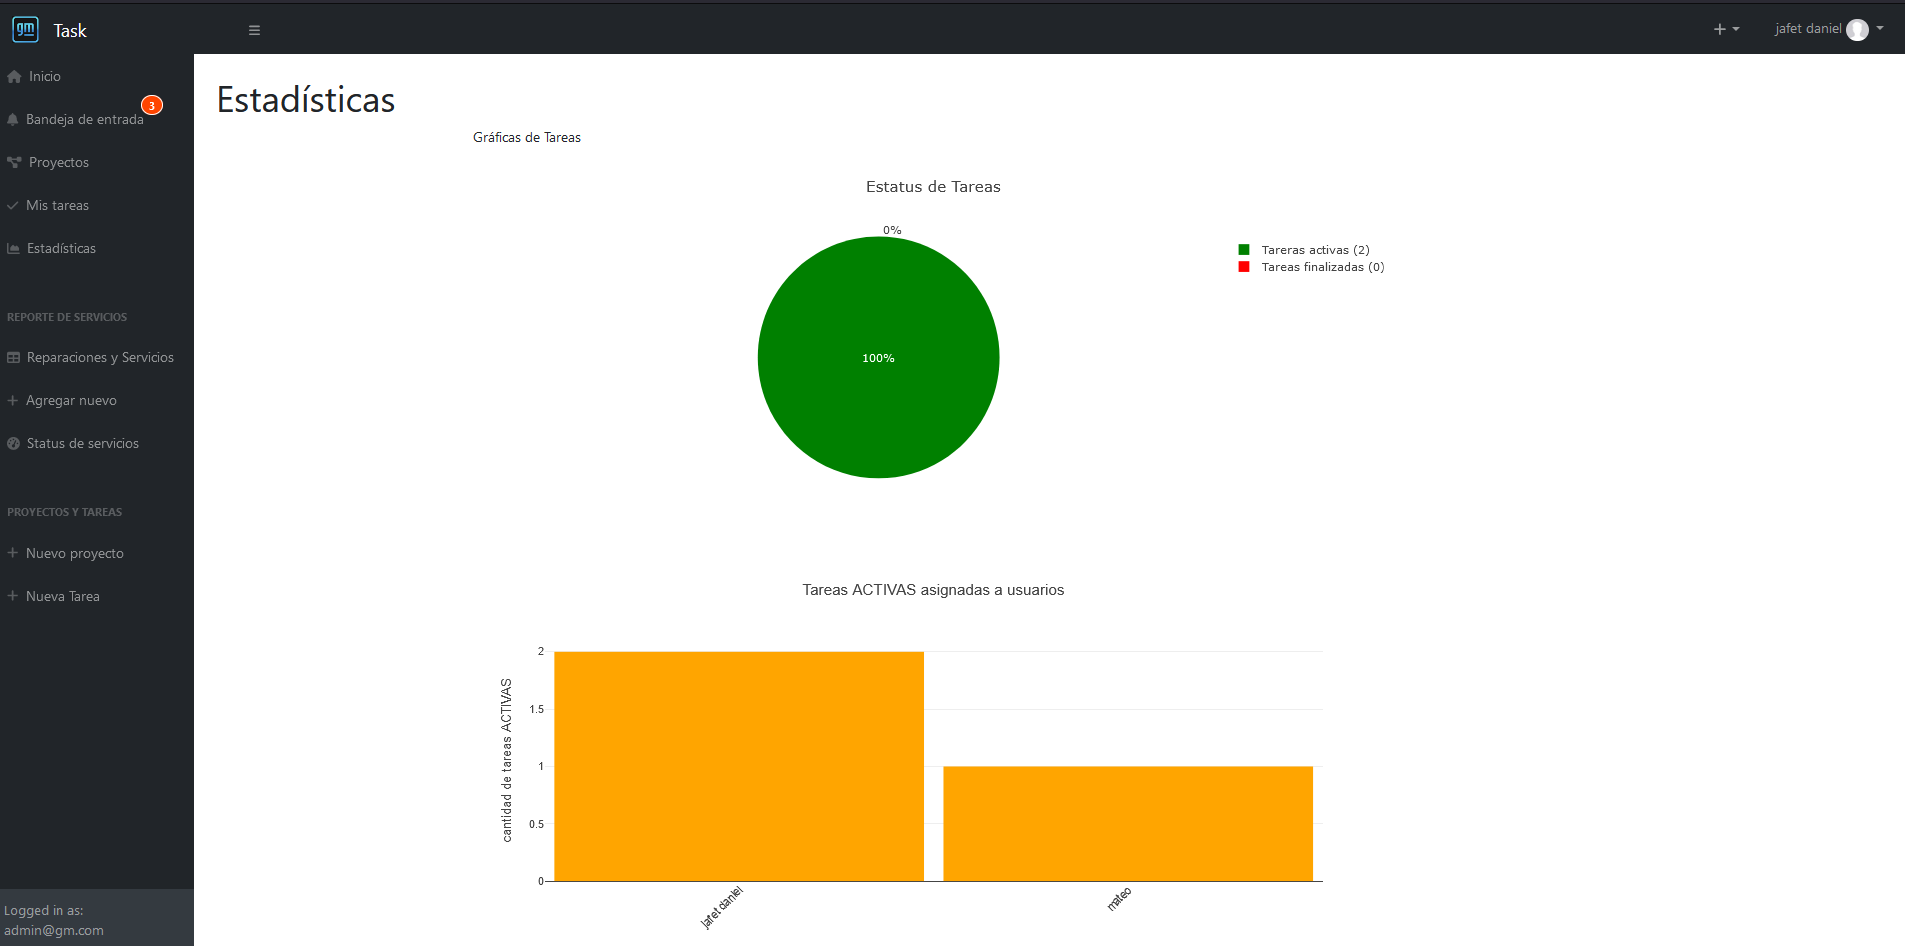 gm Task
jafet daniel
Inicio
3
Bandeja de entrada
Proyectos
Mis tareas
Estadísticas
REPORTE DE SERVICIOS
Reparaciones y Servicios
Agregar nuevo
Status de servicios
PROYECTOS Y TAREAS
Nuevo proyecto
Nueva Tarea
Logged in as:
admin@gm.com
Estadísticas
Gráficas de Tareas
Estatus de Tareas
0%
100%
Tareras activas (2)
Tareas finalizadas (0)
Tareas ACTIVAS asignadas a usuarios
cantidad de tareas ACTIVAS
2
1.5
1
0.5
0
jafet daniel
mateo